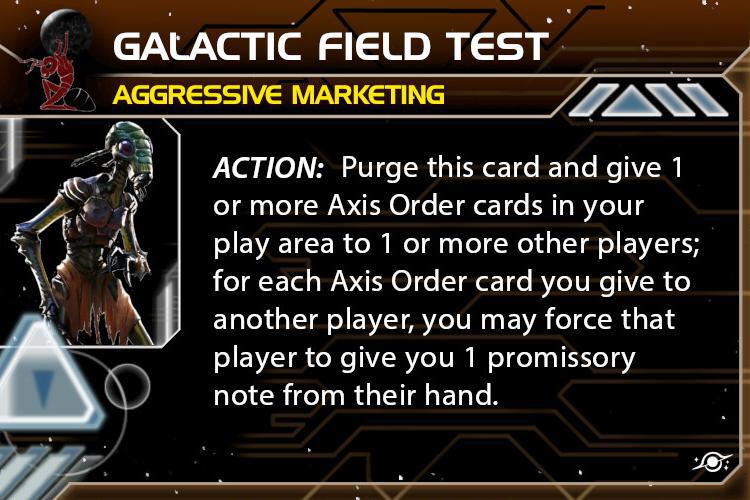 GALACTIC FIELD TEST
AGGRESSIVE MARKETING
ACTION: Purge this card and give 1
or more Axis Order cards in your
play area to 1 or more other players;
for each Axis Order card you give to
another player, you may force that
player to give you 1 promissory
note from their hand.